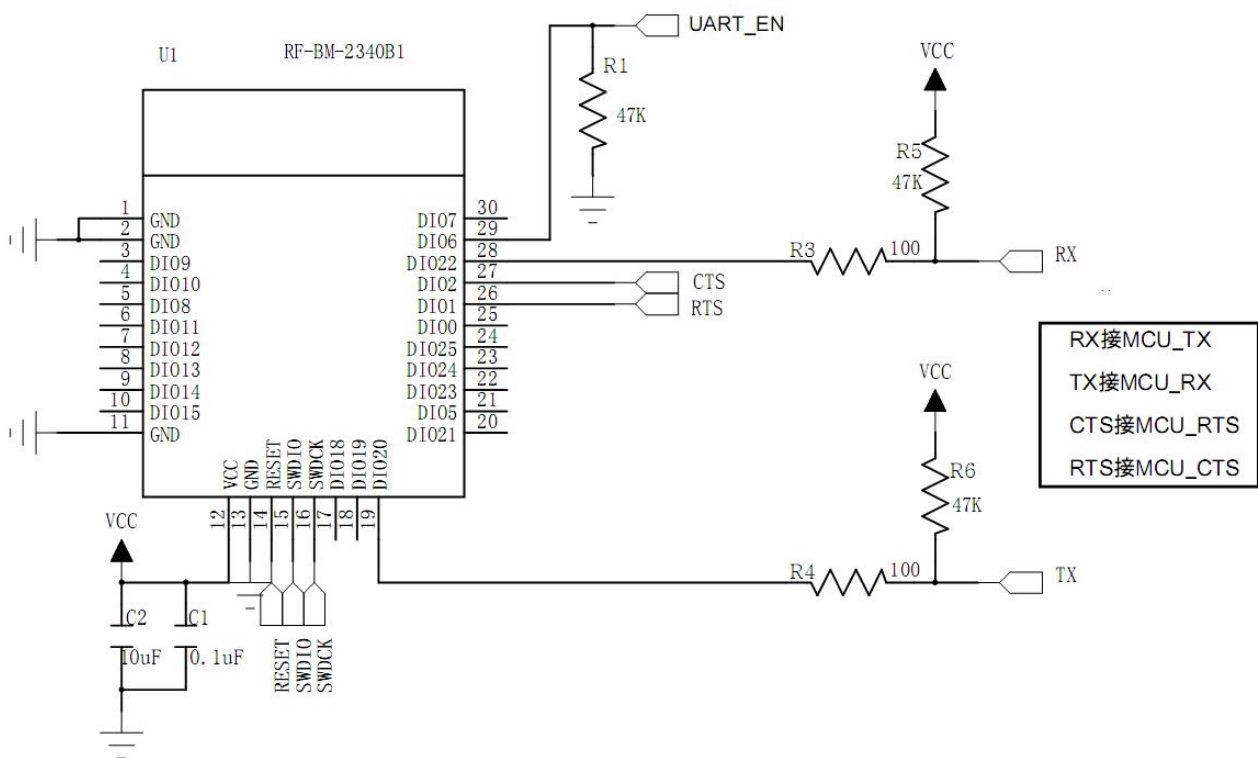 U1
RF-BM-2340B1
UART_EN
R1
47K
VCC
R5
47K
R3
100
RX
1
GND
2
GND
3
DIO9
4
DIO10
5
DIO8
6
DIO11
7
DIO12
8
DIO13
9
DIO14
10
DIO15
11
GND
DIO7
30
DIO6
29
DIO22
28
DIO2
27
DIO1
26
DIO0
25
DIO25
24
DIO24
23
DIO23
22
DIO5
21
DIO21
20
CTS
RTS
RX接MCU_TX
TX接MCU_RX
CTS接MCU_RTS
RTS接MCU_CTS
VCC
GND
RESET
SWDIO
SWDCK
DIO18
DIO19
DIO20
12
13
14
15
16
17
18
19
VCC
R6
47K
VCC
R4
100
TX
C2
10uF
C1
0.1uF
RESET
SWDIO
SWDCK